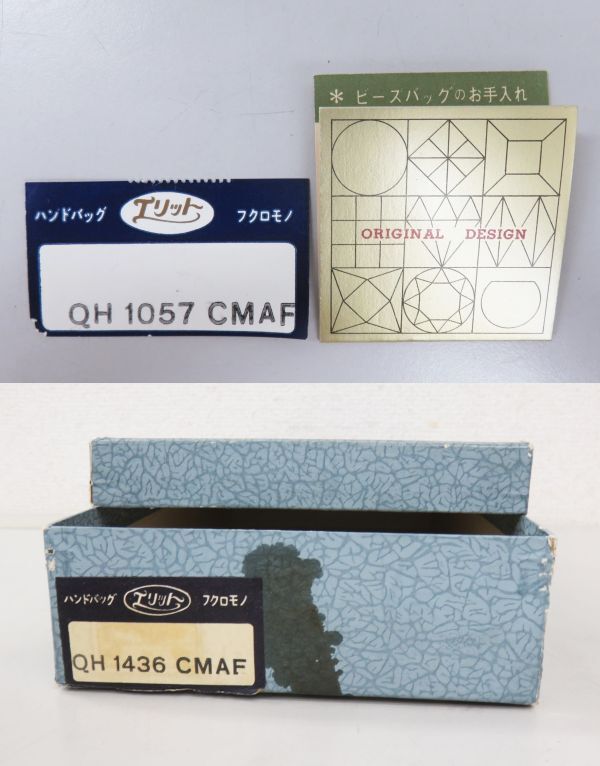 ＊ビーズバッグのお手入れ
ORIGINAL DESIGN
ハンドバッグ エリット フクロモノ
QH 1057 CMAF
ハンドバッグ エリット フクロモノ
QH 1436 CMAF